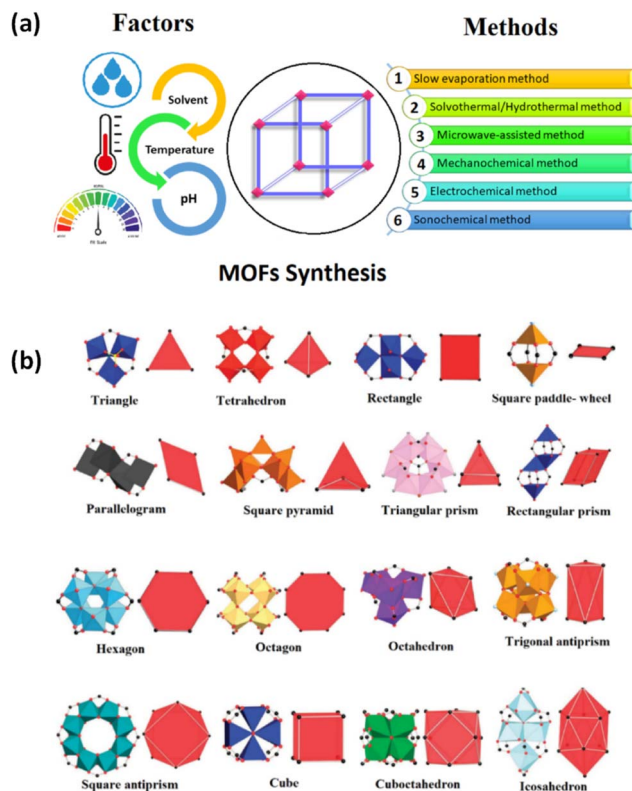 (a)
Factors
Methods
Solvent
Temperature
pH
1 Slow evaporation method
2 Solvothermal/Hydrothermal method
3 Microwave-assisted method
4 Mechanochemical method
5 Electrochemical method
6 Sonochemical method
MOFs Synthesis
(b)
Triangle
Tetrahedron
Rectangle
Square paddle- wheel
Parallelogram
Square pyramid
Triangular prism
Rectangular prism
Hexagon
Octagon
Octahedron
Trigonal antiprism
Square antiprism
Cube
Cuboctahedron
Icosahedron